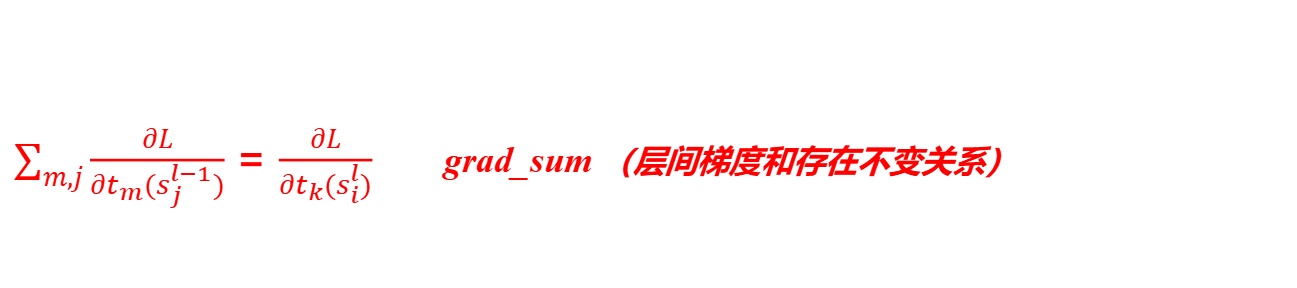 ∑_{m,j} ∂L/∂t_m(s_j^{l-1}) = ∂L/∂t_k(s_i^l) grad_sum （层间梯度和存在不变关系）